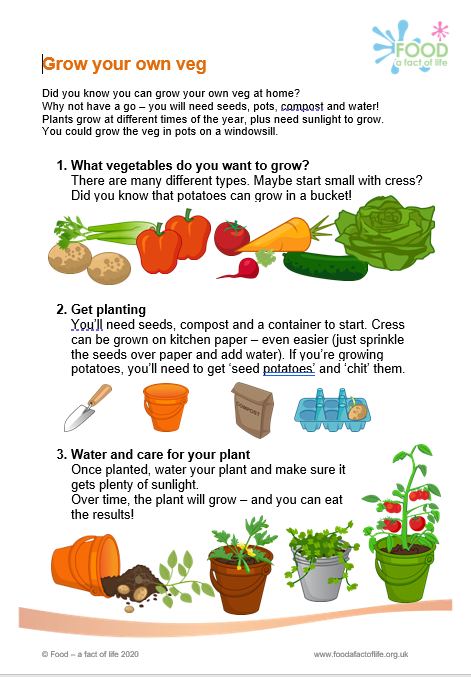 FOOD
a fact of life
Grow your own veg
Did you know you can grow your own veg at home?
Why not have a go – you will need seeds, pots, compost and water!
Plants grow at different times of the year, plus need sunlight to grow.
You could grow the veg in pots on a windowsill.
1. What vegetables do you want to grow?
There are many different types. Maybe start small with cress?
Did you know that potatoes can grow in a bucket!
2. Get planting
You'll need seeds, compost and a container to start. Cress
can be grown on kitchen paper – even easier (just sprinkle
the seeds over paper and add water). If you're growing
potatoes, you'll need to get 'seed potatoes' and 'chit' them.
COMPOST
3. Water and care for your plant
Once planted, water your plant and make sure it
gets plenty of sunlight.
Over time, the plant will grow – and you can eat
the results!
© Food – a fact of life 2020
www.foodafactoflife.org.uk